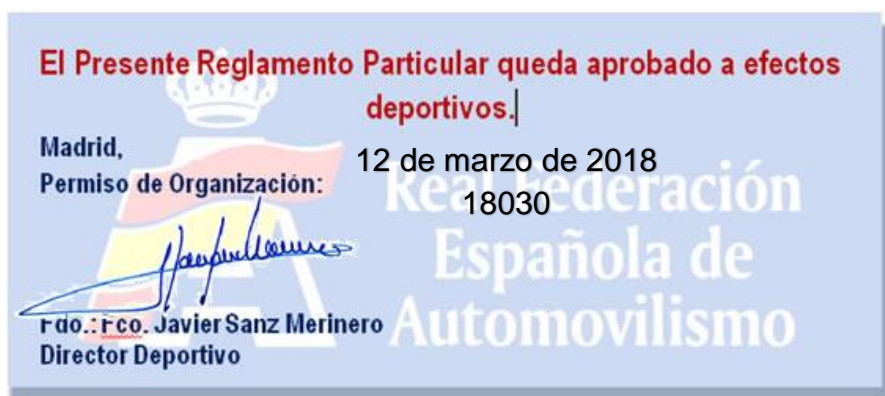 El Presente Reglamento Particular queda aprobado a efectos
deportivos.
Madrid,
12 de marzo de 2018
Permiso de Organización:
18030
Real Federación
Española de
Automovilismo
Fdo.: Fco. Javier Sanz Merinero
Director Deportivo